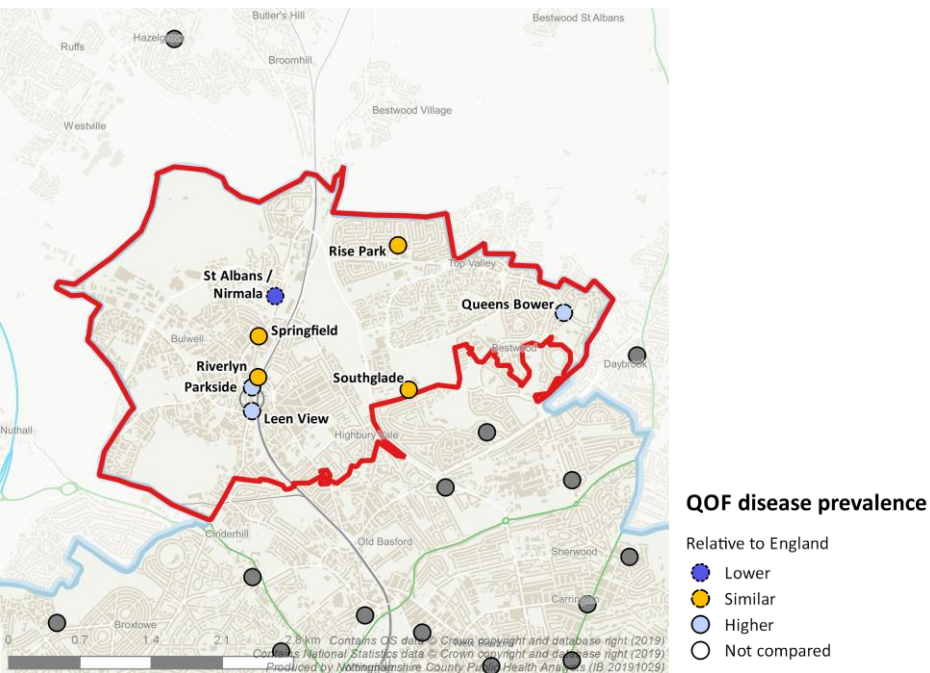 Butler's Hill
Bestwood St Albans
Hazelgrove
Ruffs
Broomhill
Bestwood Village
Westville
Rise Park
Top Valley
St Albans /
Nirmala
Queens Bower
Springfield
Bulwell
Bestwood
Daybrook
Riverlyn
Parkside
Southglade
Leen View
Nuthall
Highbury Vale
Cinderhill
Old Basford
Sherwood
Carrington
Broxtowe
0 0.7 1.4 2.1 2.8 km
Contains OS data © Crown copyright and database right (2019)
Contains National Statistics data © Crown copyright and database right (2019)
Produced by Nottinghamshire County Public Health Analysts (IB 20191029)
QOF disease prevalence
Relative to England
Lower
Similar
Higher
Not compared